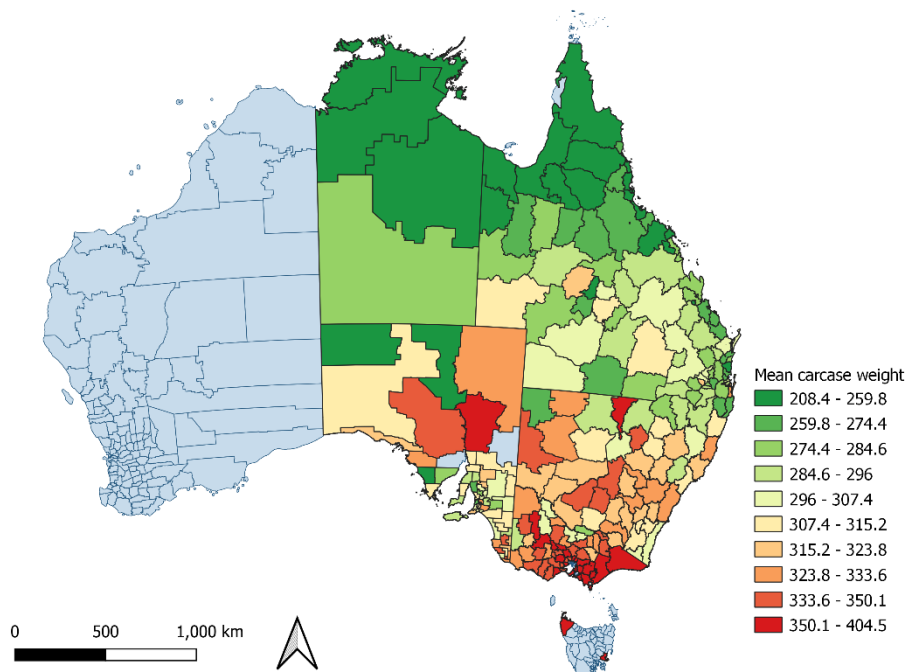 Mean carcase weight
208.4 - 259.8
259.8 - 274.4
274.4 - 284.6
284.6 - 296
296 - 307.4
307.4 - 315.2
315.2 - 323.8
323.8 - 333.6
333.6 - 350.1
350.1 - 404.5
0 500 1,000 km